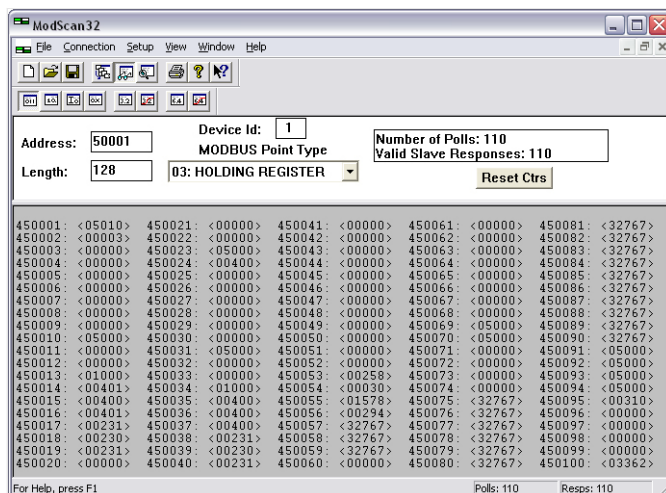 ModScan32
File Connection Setup View Window Help
Address: 50001
Device Id: 1
MODBUS Point Type
Length: 128
03: HOLDING REGISTER
Number of Polls: 110
Valid Slave Responses: 110
Reset Ctrs
450001: <05010> 450021: <00000> 450041: <00000> 450061: <00000> 450081: <32767>
450002: <00003> 450022: <00000> 450042: <00000> 450062: <00000> 450082: <32767>
450003: <00000> 450023: <05000> 450043: <00000> 450063: <00000> 450083: <32767>
450004: <00000> 450024: <00400> 450044: <00000> 450064: <00000> 450084: <32767>
450005: <00000> 450025: <00000> 450045: <00000> 450065: <00000> 450085: <32767>
450006: <00000> 450026: <00000> 450046: <00000> 450066: <00000> 450086: <32767>
450007: <00000> 450027: <00000> 450047: <00000> 450067: <00000> 450087: <32767>
450008: <00000> 450028: <00000> 450048: <00000> 450068: <00000> 450088: <32767>
450009: <05000> 450029: <00000> 450049: <00000> 450069: <05000> 450089: <32767>
450010: <05000> 450030: <00000> 450050: <00000> 450070: <05000> 450090: <32767>
450011: <00000> 450031: <05000> 450051: <00000> 450071: <00000> 450091: <05000>
450012: <00000> 450032: <00000> 450052: <00000> 450072: <00000> 450092: <05000>
450013: <01000> 450033: <00000> 450053: <00258> 450073: <00000> 450093: <05000>
450014: <00401> 450034: <01000> 450054: <00030> 450074: <00000> 450094: <05000>
450015: <00400> 450035: <00400> 450055: <01578> 450075: <32767> 450095: <00310>
450016: <00401> 450036: <00400> 450056: <00294> 450076: <32767> 450096: <00000>
450017: <00231> 450037: <00400> 450057: <32767> 450077: <32767> 450097: <00000>
450018: <00230> 450038: <00231> 450058: <32767> 450078: <32767> 450098: <00000>
450019: <00231> 450039: <00230> 450059: <32767> 450079: <32767> 450099: <00000>
450020: <00000> 450040: <00231> 450060: <00000> 450080: <32767> 450100: <03362>
For Help, press F1
Polls: 110
Resps: 110